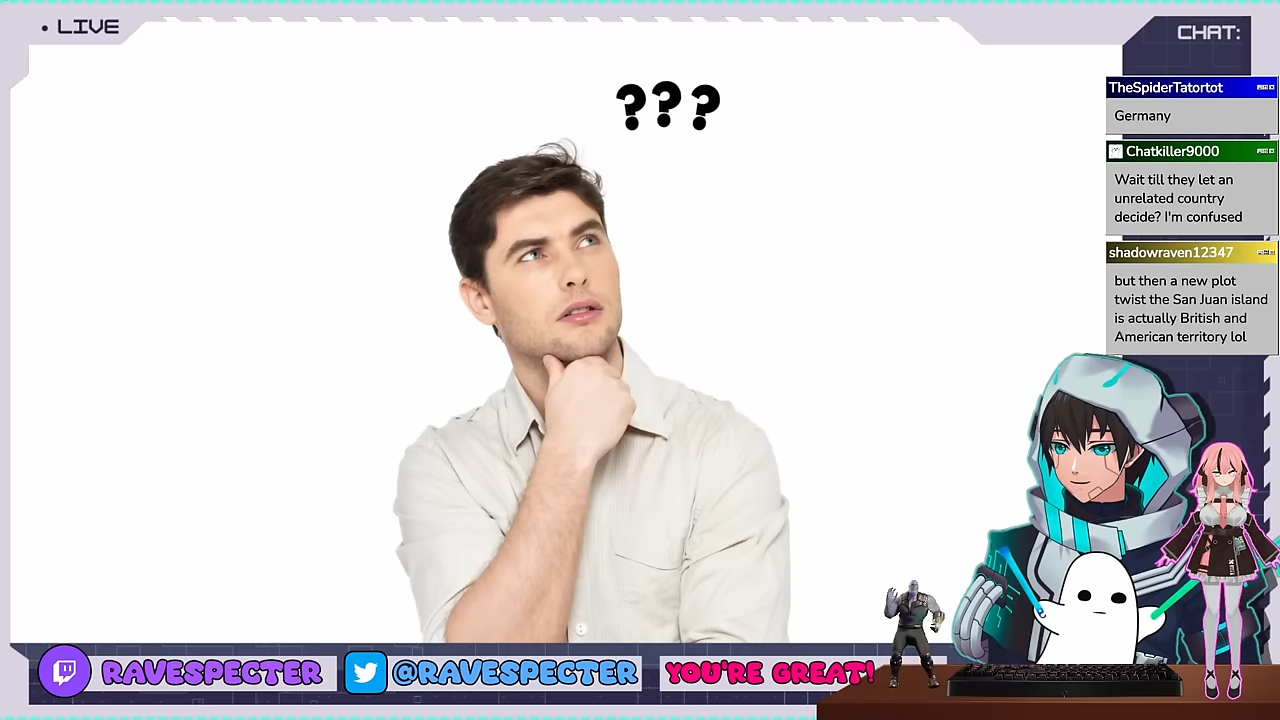 • LIVE
CHAT:
???
TheSpiderTatortot
Germany
Chatkiller9000
Wait till they let an
unrelated country
decide? I'm confused
shadowraven12347
but then a new plot
twist the San Juan island
is actually British and
American territory lol
RAVESPECTER
@RAVESPECTER
YOU'RE GREAT!